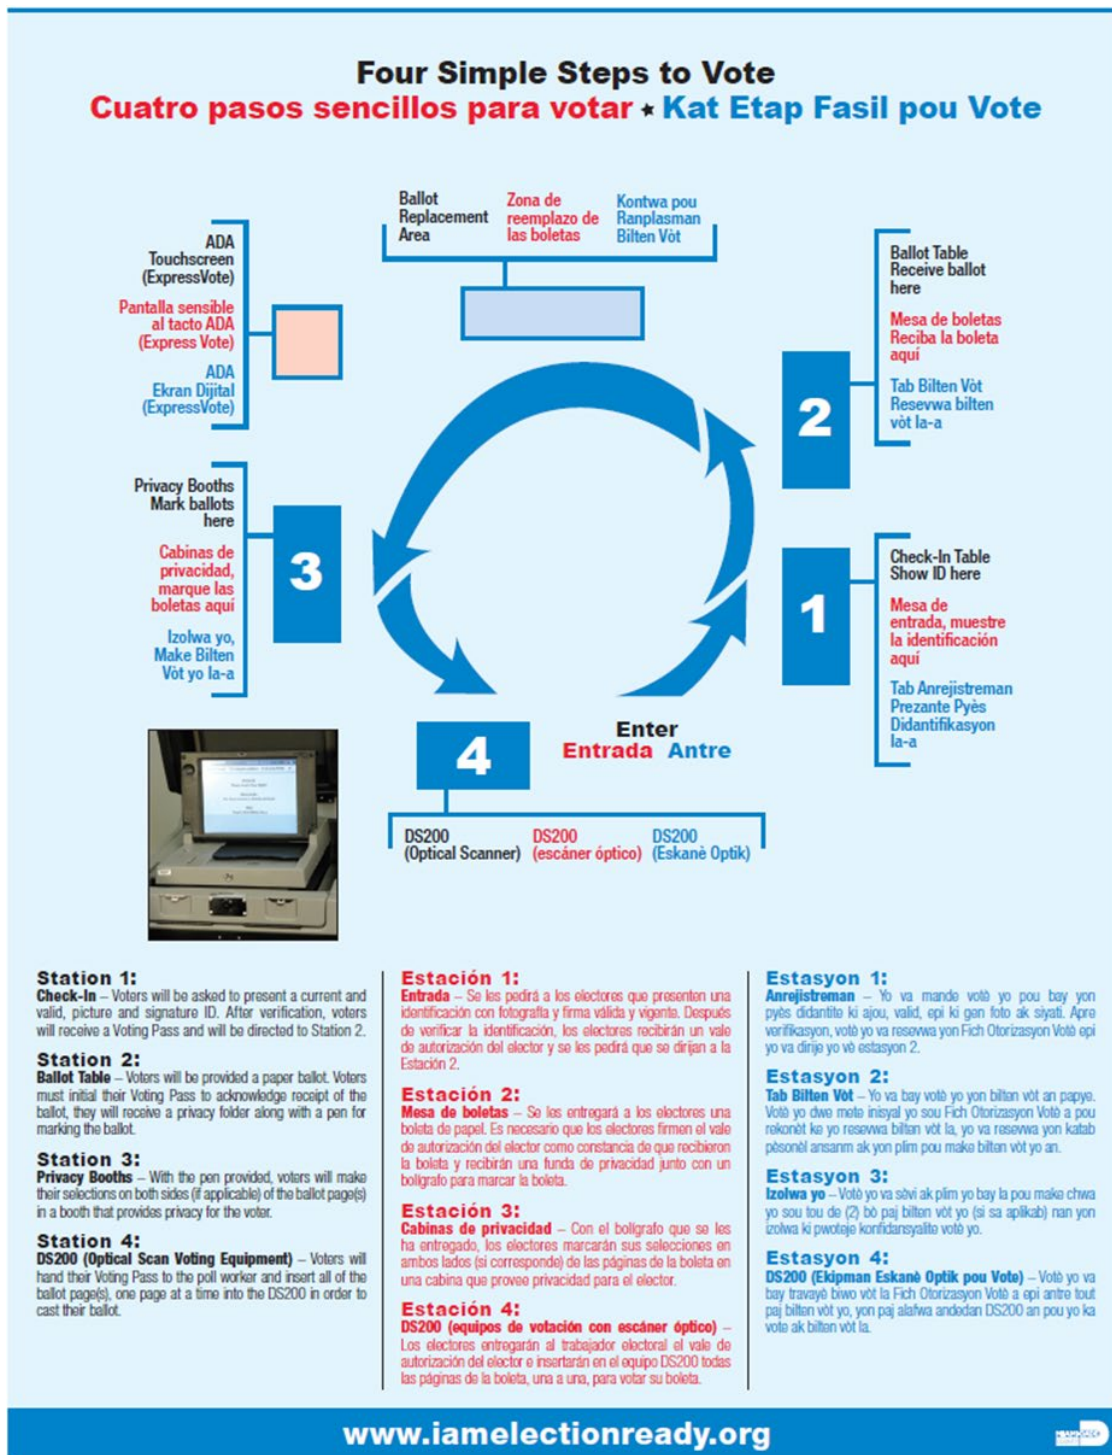 Four Simple Steps to Vote
Cuatro pasos sencillos para votar ★ Kat Etap Fasil pou Vote
Ballot
Replacement
Area
Zona de
reemplazo de
las boletas
Kontwa pou
Ranplasman
Bilten Vòt
ADA
Touchscreen
(ExpressVote)
Pantalla sensible
al tacto ADA
(Express Vote)
ADA
Ekran Dijital
(ExpressVote)
2
Ballot Table
Receive ballot
here
Mesa de boletas
Reciba la boleta
aquí
Tab Bilten Vòt
Resevwa bilten
vòt la-a
Privacy Booths
Mark ballots
here
Cabinas de
privacidad,
marque las
boletas aquí
Izolwa yo,
Make Bilten
Vòt yo la-a
3
1
Check-In Table
Show ID here
Mesa de
entrada, muestre
la identificación
aquí
Tab Anrejistreman
Prezante Pyès
Didantifikasyon
la-a
Enter
Entrada Antre
4
DS200
(Optical Scanner)
DS200
(escáner óptico)
DS200
(Eskanè Optik)
Station 1:
Check-In – Voters will be asked to present a current and
valid, picture and signature ID. After verification, voters
will receive a Voting Pass and will be directed to Station 2.
Station 2:
Ballot Table – Voters will be provided a paper ballot. Voters
must initial their Voting Pass to acknowledge receipt of the
ballot, they will receive a privacy folder along with a pen for
marking the ballot.
Station 3:
Privacy Booths – With the pen provided, voters will make
their selections on both sides (if applicable) of the ballot page(s)
in a booth that provides privacy for the voter.
Station 4:
DS200 (Optical Scan Voting Equipment) – Voters will
hand their Voting Pass to the poll worker and insert all of the
ballot page(s), one page at a time into the DS200 in order to
cast their ballot.
Estación 1:
Entrada – Se les pedirá a los electores que presenten una
identificación con fotografía y firma válida y vigente. Después
de verificar la identificación, los electores recibirán un vale
de autorización del elector y se les pedirá que se dirijan a la
Estación 2.
Estación 2:
Mesa de boletas – Se les entregará a los electores una
boleta de papel. Es necesario que los electores firmen el vale
de autorización del elector como constancia de que recibieron
la boleta y recibirán una funda de privacidad junto con un
bolígrafo para marcar la boleta.
Estación 3:
Cabinas de privacidad – Con el bolígrafo que se les
ha entregado, los electores marcarán sus selecciones en
ambos lados (si corresponde) de las páginas de la boleta en
una cabina que provee privacidad para el elector.
Estación 4:
DS200 (equipos de votación con escáner óptico) –
Los electores entregarán al trabajador electoral el vale de
autorización del elector e insertarán en el equipo DS200 todas
las páginas de la boleta, una a una, para votar su boleta.
Estasyon 1:
Anrejistreman – Yo va mande votè yo pou bay yon
pyès didantite ki ajou, valid, epi ki gen foto ak siyati. Apre
verifikasyon, votè yo va resevwa yon Fich Otorizasyon Votè epi
yo va dirije yo vè estasyon 2.
Estasyon 2:
Tab Bilten Vòt – Yo va bay votè yo yon bilten vòt an papye.
Votè yo dwe mete inisyal yo sou Fich Otorizasyon Votè a pou
rekonèt ke yo resevwa bilten vòt la, yo va resevwa yon katab
pèsonèl ansanm ak yon plim pou make bilten vòt yo an.
Estasyon 3:
Izolwa yo – Votè yo va sèvi ak plim yo bay la pou make chwa
yo sou tou de (2) bò paj bilten vòt yo (si sa aplikab) nan yon
izolwa ki pwoteje konfidansyalite votè yo.
Estasyon 4:
DS200 (Ekipman Eskanè Optik pou Vote) – Votè yo va
bay travayè biwo vòt la Fich Otorizasyon Votè a epi antre tout
paj bilten vòt yo, yon paj alafwa andedan DS200 an pou yo ka
vote ak bilten vòt la.
www.iamelectionready.org